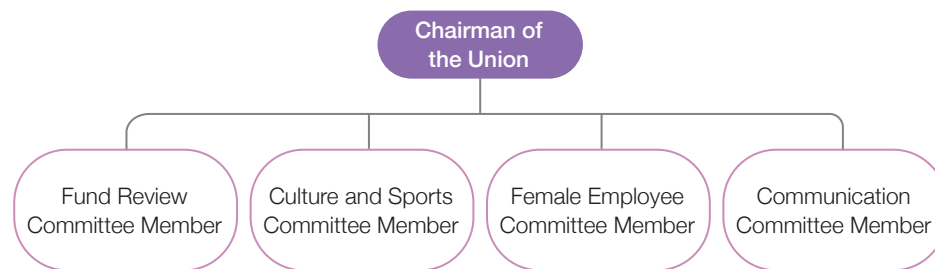 Chairman of
the Union
Fund Review
Committee Member
Culture and Sports
Committee Member
Female Employee
Committee Member
Communication
Committee Member